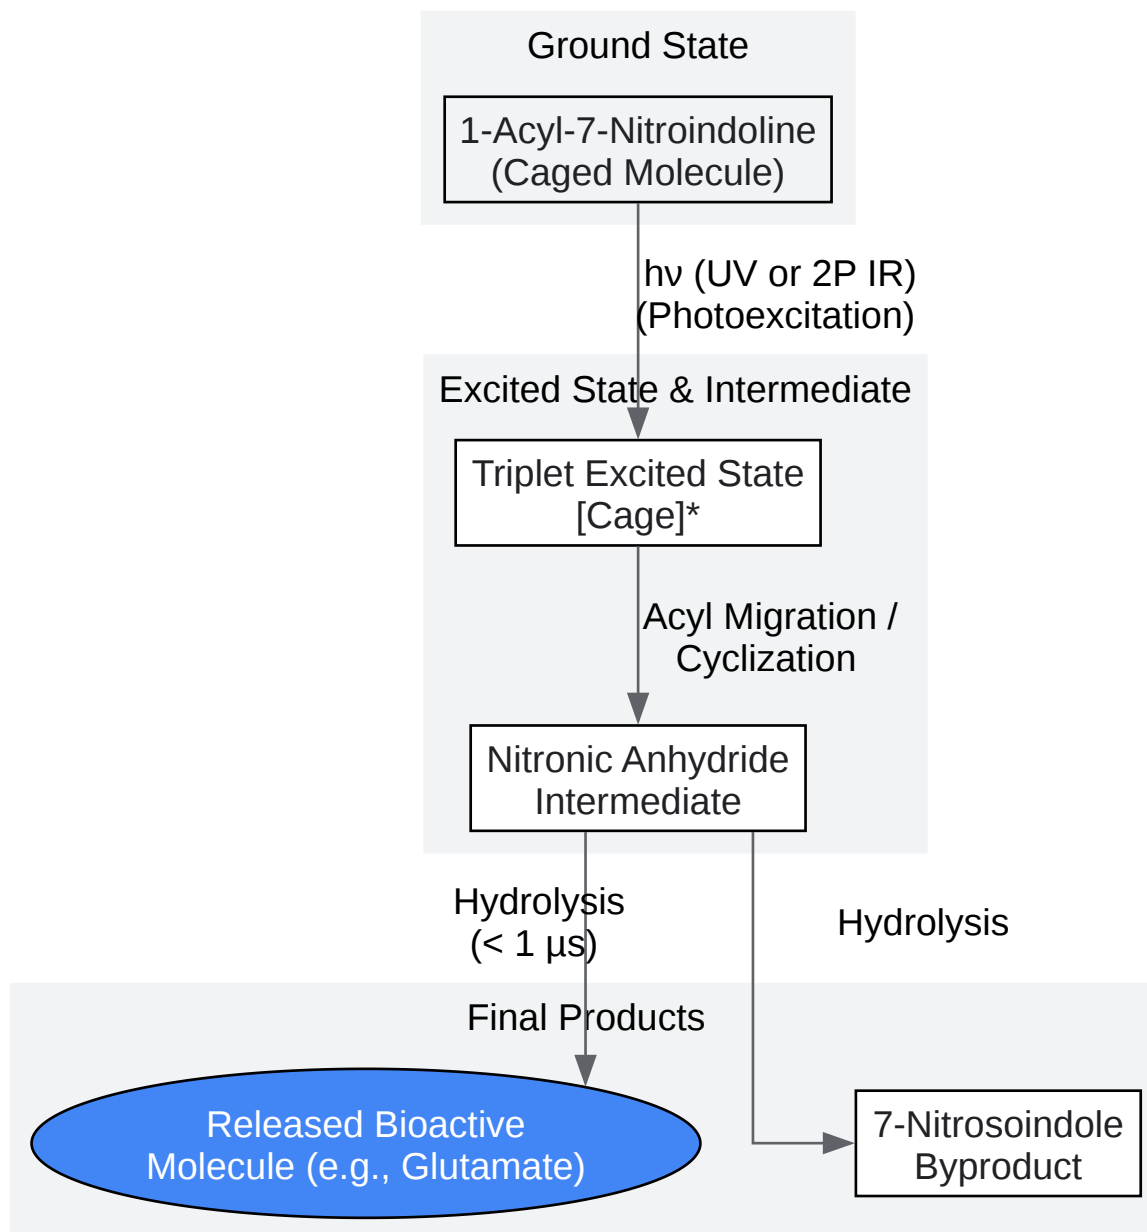 Ground State
1-Acyl-7-Nitroindoline
(Caged Molecule)
hν (UV or 2P IR)
(Photoexcitation)
Excited State & Intermediate
Triplet Excited State
[Cage]*
Acyl Migration /
Cyclization
Nitronic Anhydride
Intermediate
Hydrolysis
(< 1 µs)
Hydrolysis
Final Products
Released Bioactive
Molecule (e.g., Glutamate)
7-Nitrosoindole
Byproduct